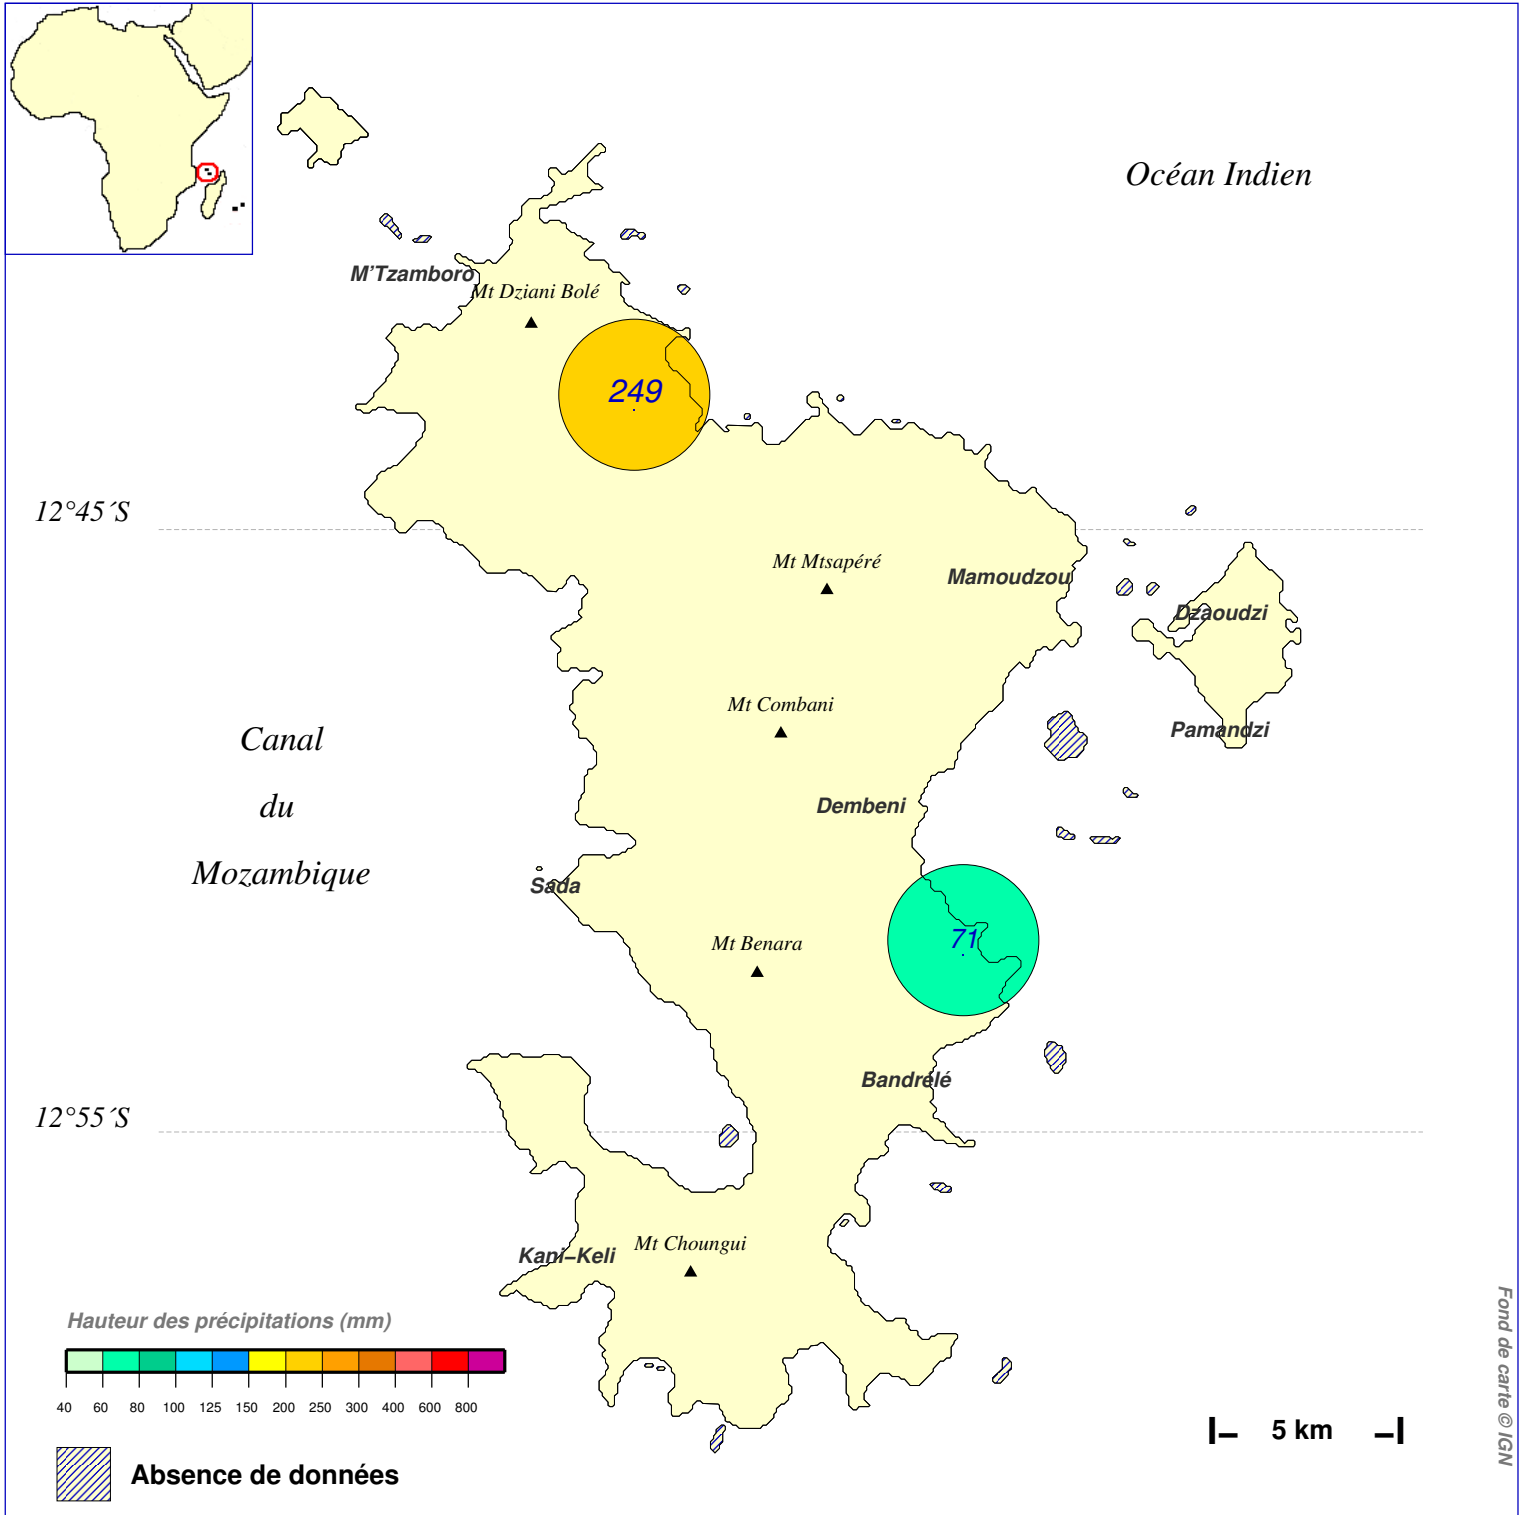 Océan Indien
M'Tzamboro
Mt Dziani Bolé
249
12°45´S
Mt Mtsapéré
Mamoudzou
Dzaoudzi
Mt Combani
Pamandzi
Canal
du
Mozambique
Dembeni
Sada
Mt Benara
71
Bandrélé
12°55´S
Kani–Keli
Mt Choungui
Hauteur des précipitations (mm)
40 60 80 100 125 150 200 250 300 400 600 800
Absence de données
5 km
Fond de carte © IGN